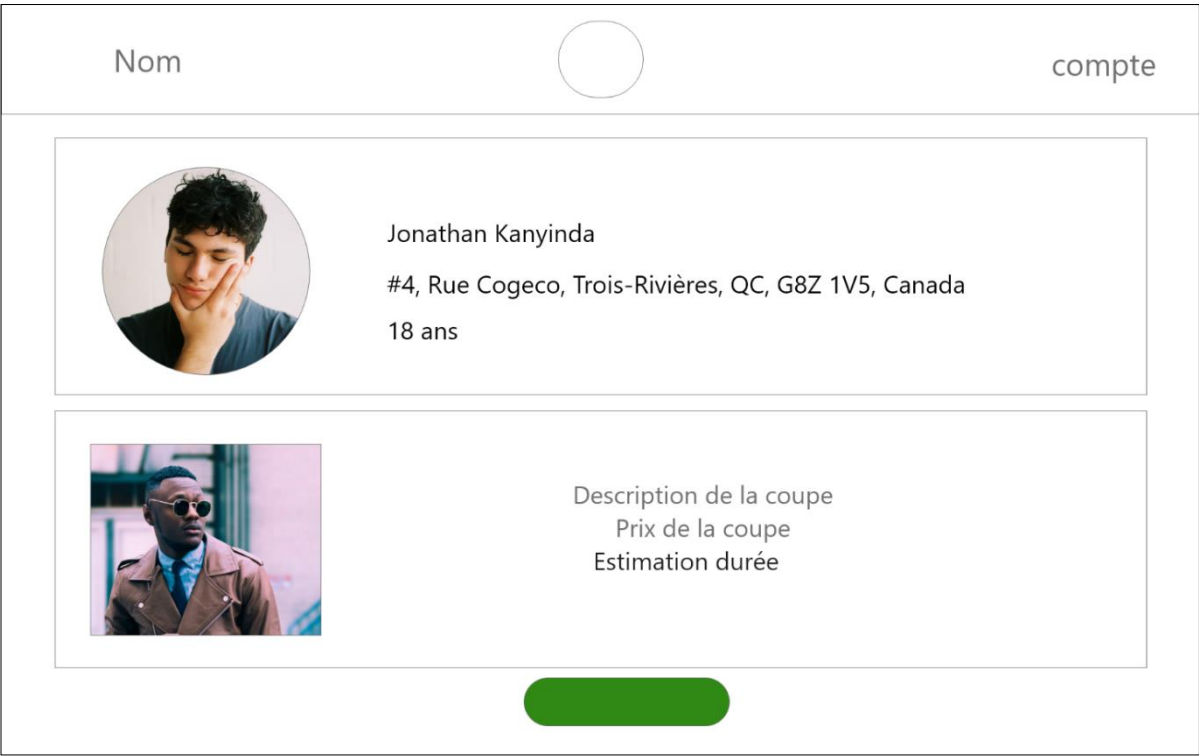 Nom
compte
Jonathan Kanyinda
#4, Rue Cogeco, Trois-Rivières, QC, G8Z 1V5, Canada
18 ans
Description de la coupe
Prix de la coupe
Estimation durée